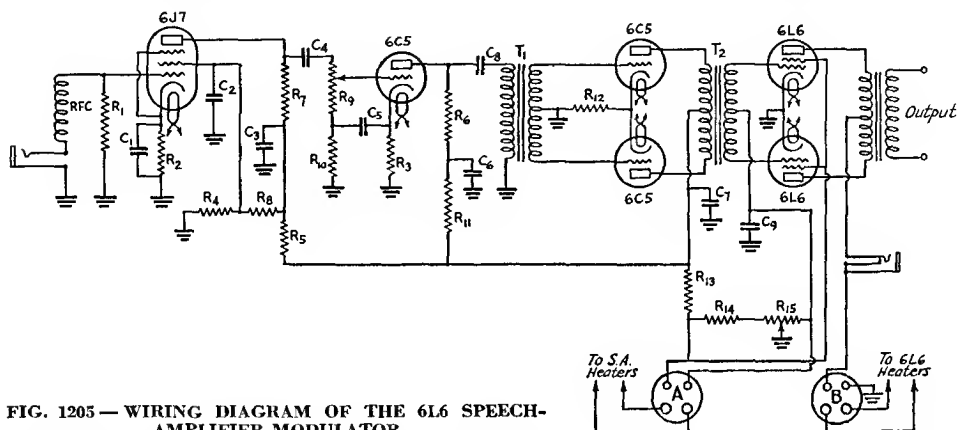 6J7
6C5
6C5
6L6
C4
C8
T1
T2
RFC
R1
C2
R7
R9
C5
R6
R12
Output
C1
R2
C3
R10
R3
C6
6C5
6L6
R4
R8
R11
C7
C9
R5
R13
R14
R15
To S.A.
Heaters
A
B
To 6L6
Heaters
FIG. 1205 — WIRING DIAGRAM OF THE 6L6 SPEECH-
AMPLIFIER MODULATOR